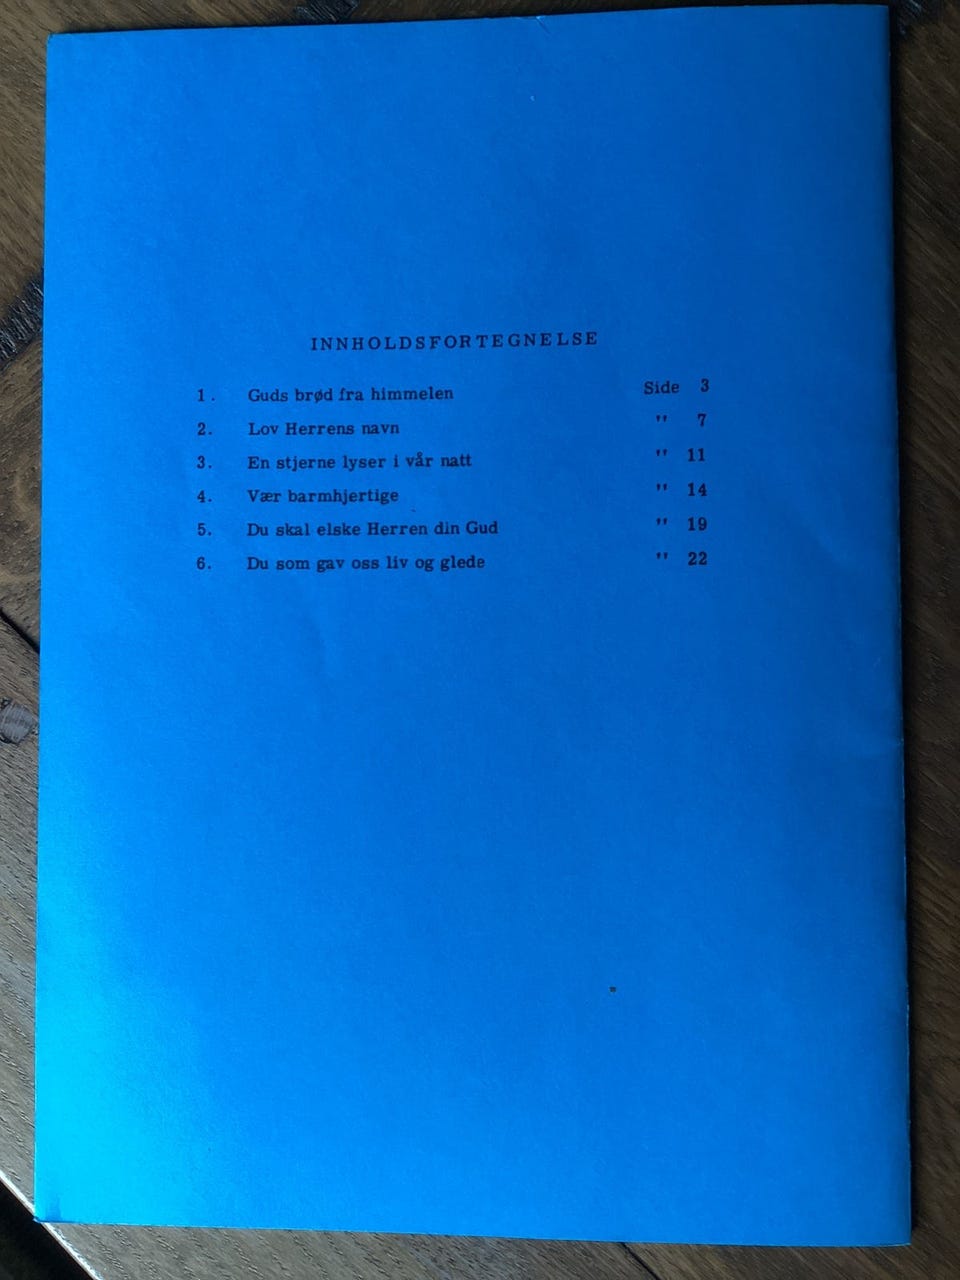 INNHOLDSFORTEGNELSE
1. Guds brød fra himmelen Side 3
2. Lov Herrens navn " 7
3. En stjerne lyser i vår natt " 11
4. Vær barmhjertige " 14
5. Du skal elske Herren din Gud " 19
6. Du som gav oss liv og glede " 22